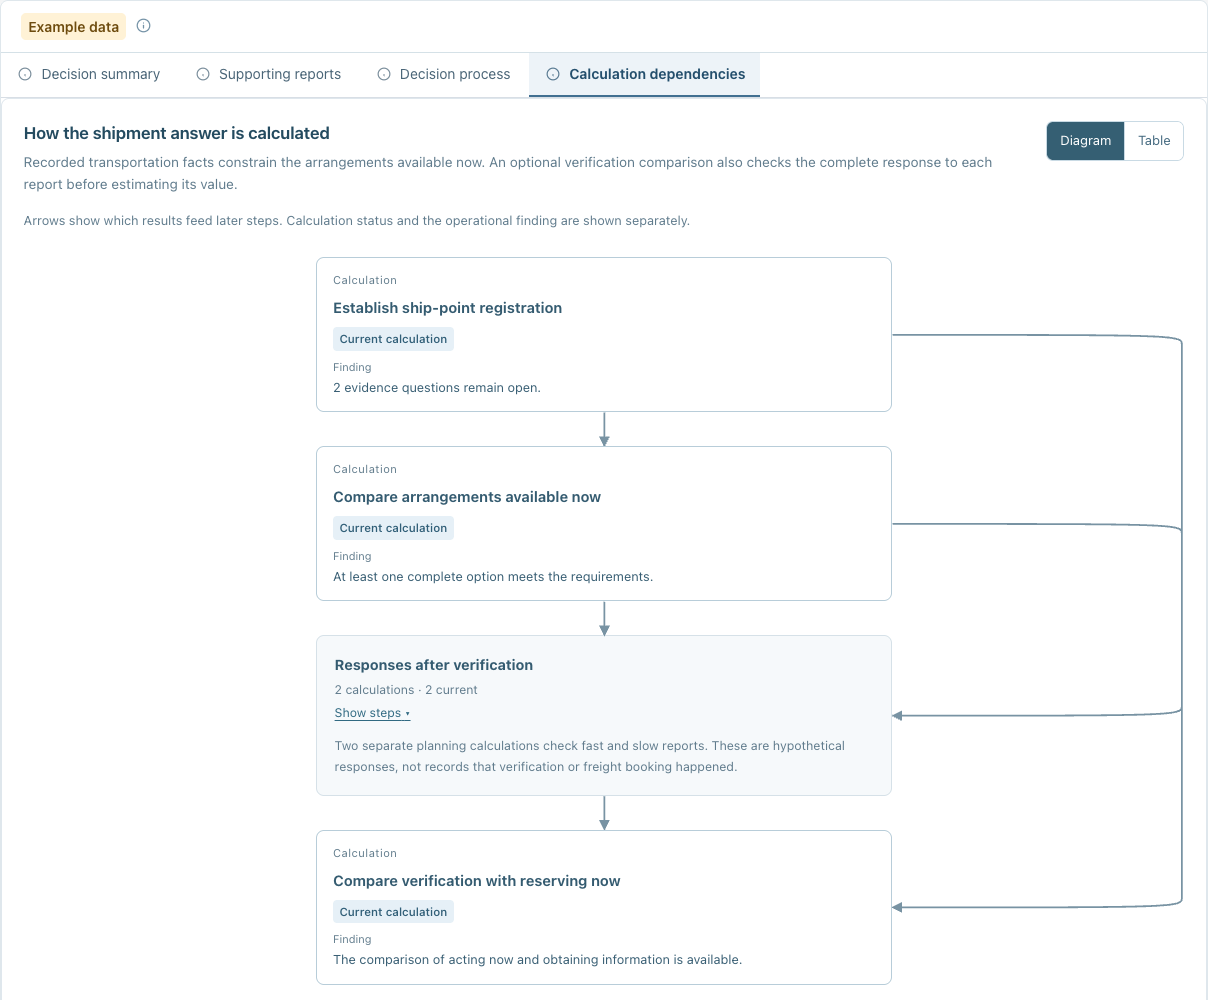 Example data
Decision summary
Supporting reports
Decision process
Calculation dependencies
How the shipment answer is calculated
Diagram
Table
Recorded transportation facts constrain the arrangements available now. An optional verification comparison also checks the complete response to each
report before estimating its value.
Arrows show which results feed later steps. Calculation status and the operational finding are shown separately.
Calculation
Establish ship-point registration
Current calculation
Finding
2 evidence questions remain open.
Calculation
Compare arrangements available now
Current calculation
Finding
At least one complete option meets the requirements.
Responses after verification
2 calculations · 2 current
Show steps
Two separate planning calculations check fast and slow reports. These are hypothetical
responses, not records that verification or freight booking happened.
Calculation
Compare verification with reserving now
Current calculation
Finding
The comparison of acting now and obtaining information is available.